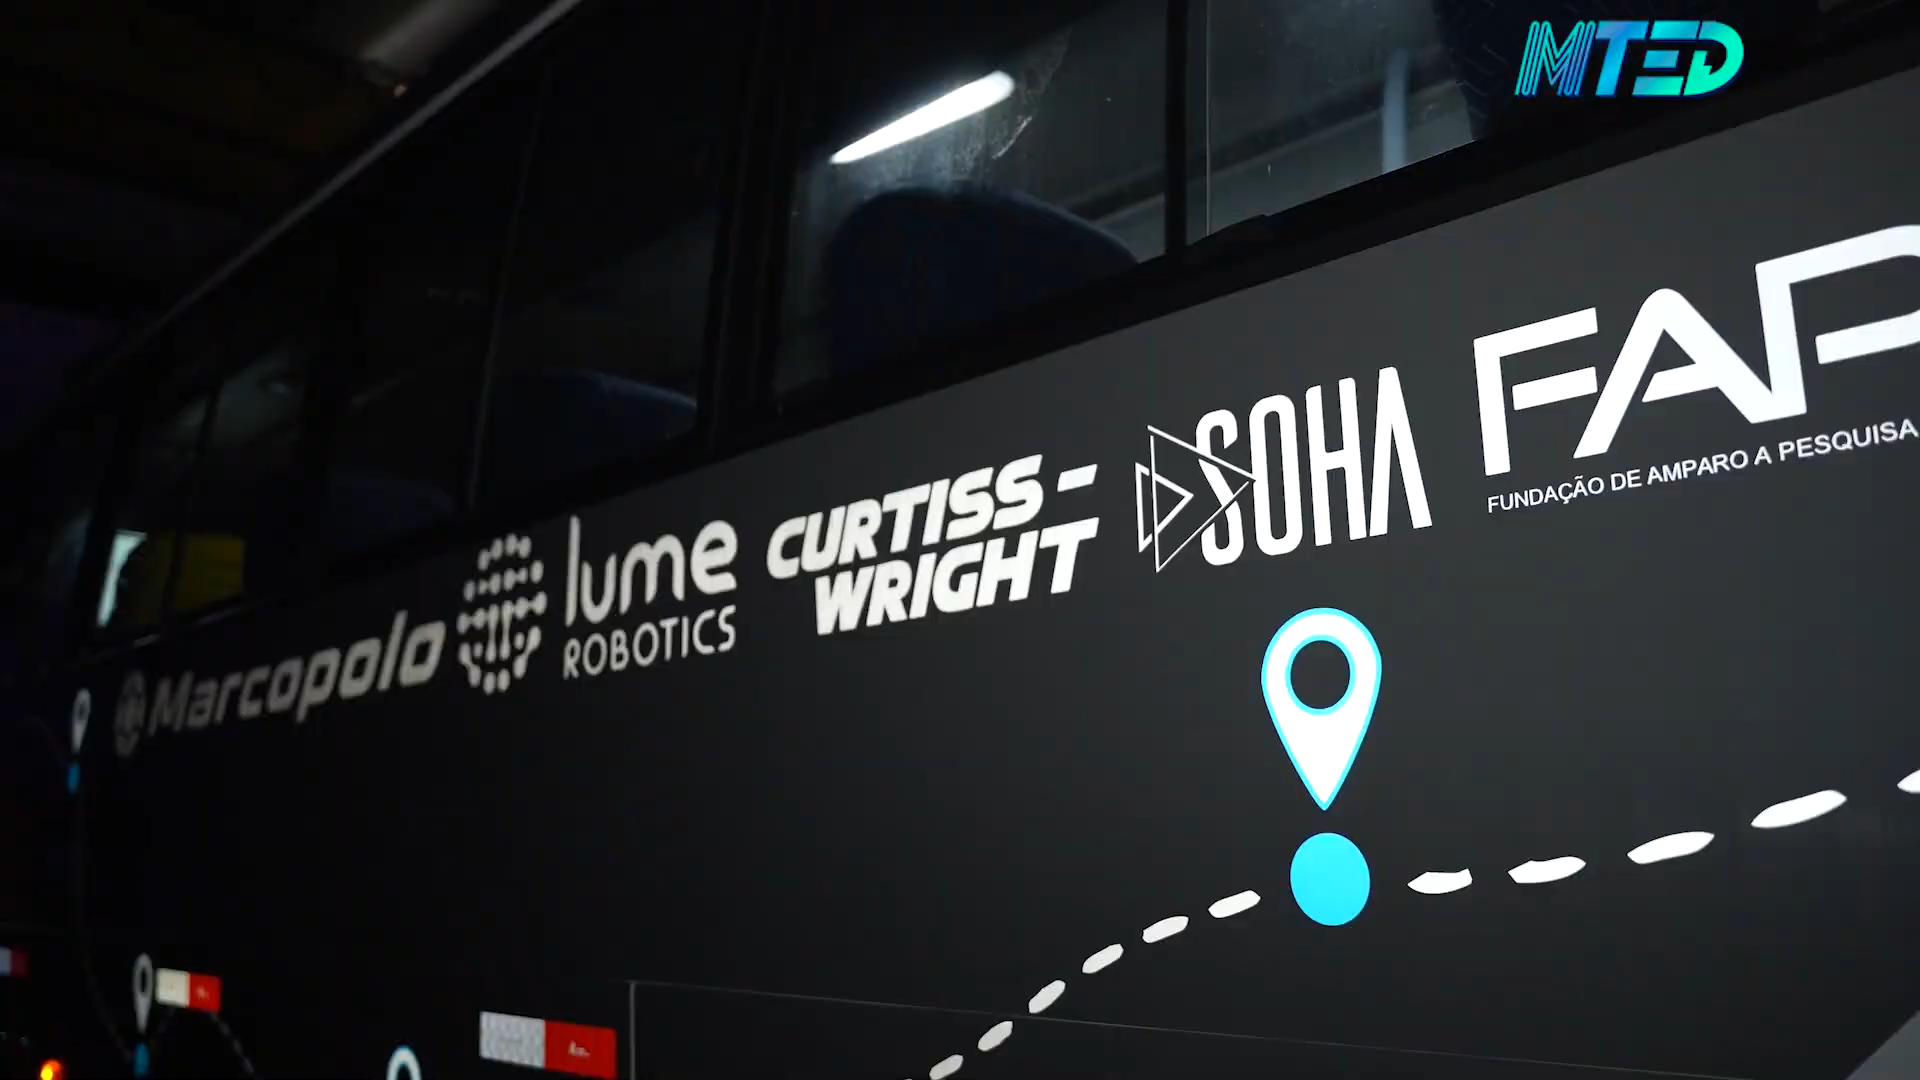 MTED
Marcopolo
lume
ROBOTICS
CURTISS-
WRIGHT
SOHA
FAP
FUNDAÇÃO DE AMPARO A PESQUISA